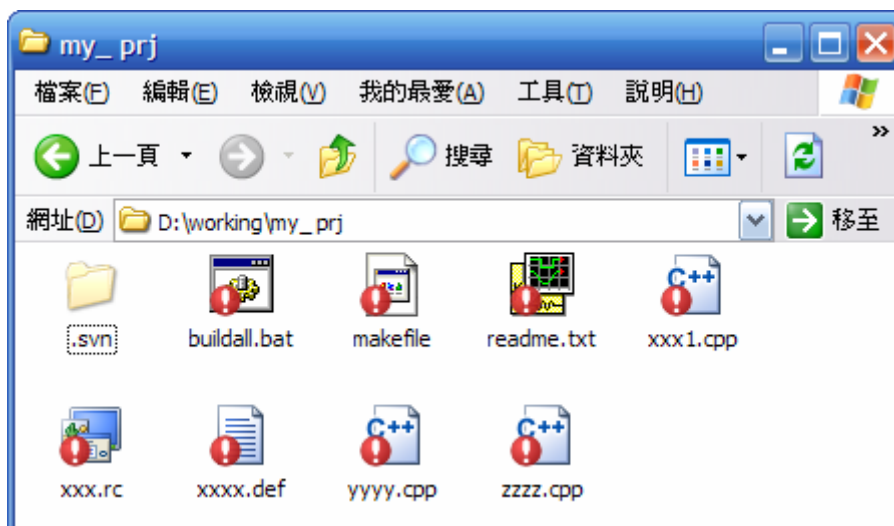 my_ prj
檔案(F) 編輯(E) 檢視(V) 我的最愛(A) 工具(T) 說明(H)
上一頁 搜尋 資料夾 »
網址(D) D:\working\my_ prj 移至
.svn buildall.bat makefile readme.txt xxx1.cpp
xxx.rc xxxx.def yyyy.cpp zzzz.cpp